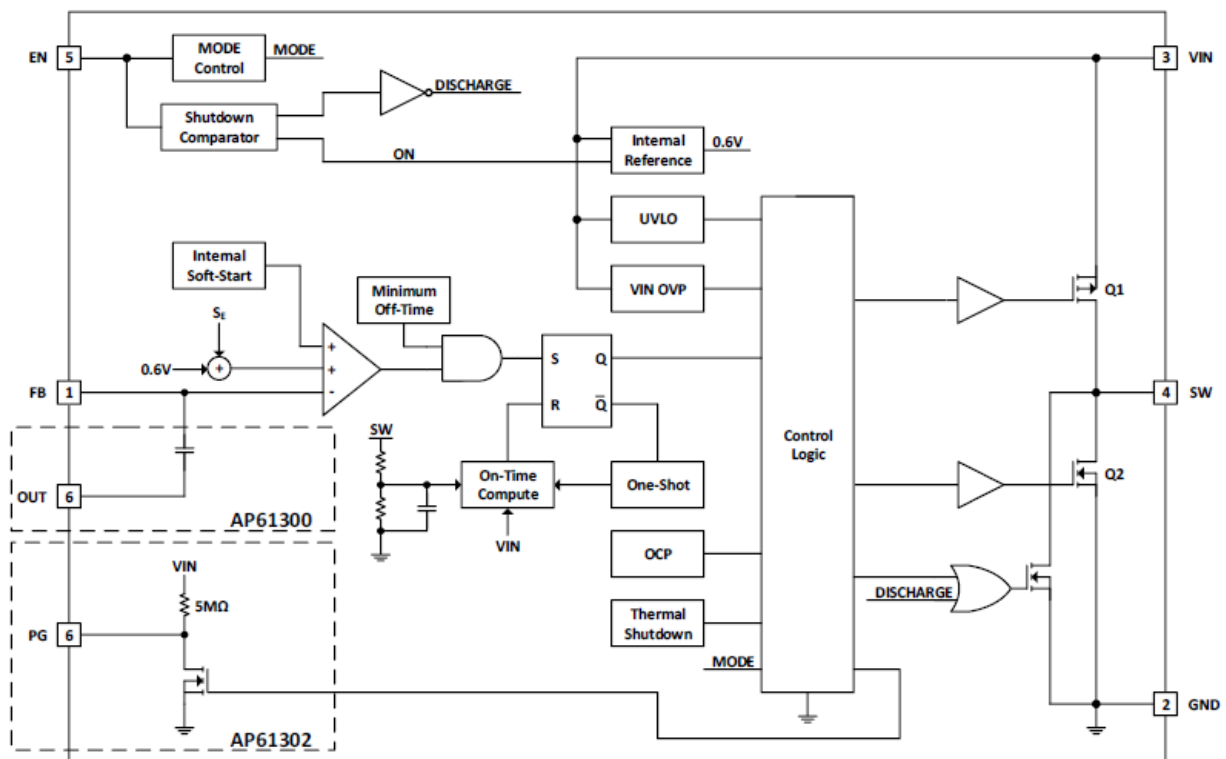 EN
5
MODE
Control
MODE
3
VIN
DISCHARGE
Shutdown
Comparator
ON
Internal
Reference
0.6V
UVLO
Internal
Soft-Start
VIN OVP
Minimum
Off-Time
Q1
SE
+
+
0.6V
+
-
S
Q
FB
1
4
SW
R
Q̅
SW
Control
Logic
On-Time
Compute
One-Shot
Q2
OUT
6
AP61300
VIN
OCP
VIN
5MΩ
DISCHARGE
Thermal
Shutdown
PG
6
MODE
2
GND
AP61302